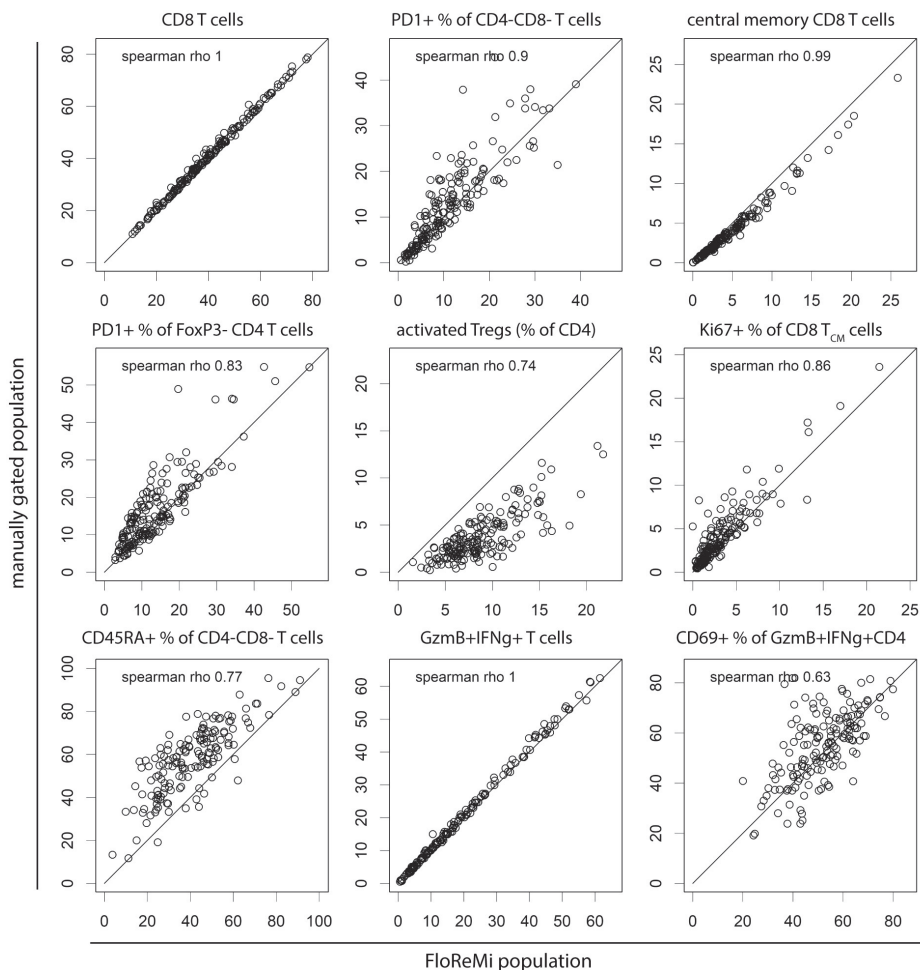 CD8 T cells
PD1+ % of CD4-CD8- T cells
central memory CD8 T cells
spearman rho 1
spearman rho 0.9
spearman rho 0.99
80
60
40
20
0
40
30
20
10
0
25
20
15
10
5
0
0 20 40 60 80
0 10 20 30 40
0 5 10 15 20 25
PD1+ % of FoxP3- CD4 T cells
activated Tregs (% of CD4)
Ki67+ % of CD8 TCM cells
spearman rho 0.83
spearman rho 0.74
spearman rho 0.86
50
40
30
20
10
0
20
15
10
5
0
25
20
15
10
5
0
0 10 20 30 40 50
0 5 10 15 20
0 5 10 15 20 25
manually gated population
CD45RA+ % of CD4-CD8- T cells
GzmB+IFNg+ T cells
CD69+ % of GzmB+IFNg+CD4
spearman rho 0.77
spearman rho 1
spearman rho 0.63
100
80
60
40
20
0
60
50
40
30
20
10
0
80
60
40
20
0
0 20 40 60 80 100
0 10 20 30 40 50 60
0 20 40 60 80
FloReMi population